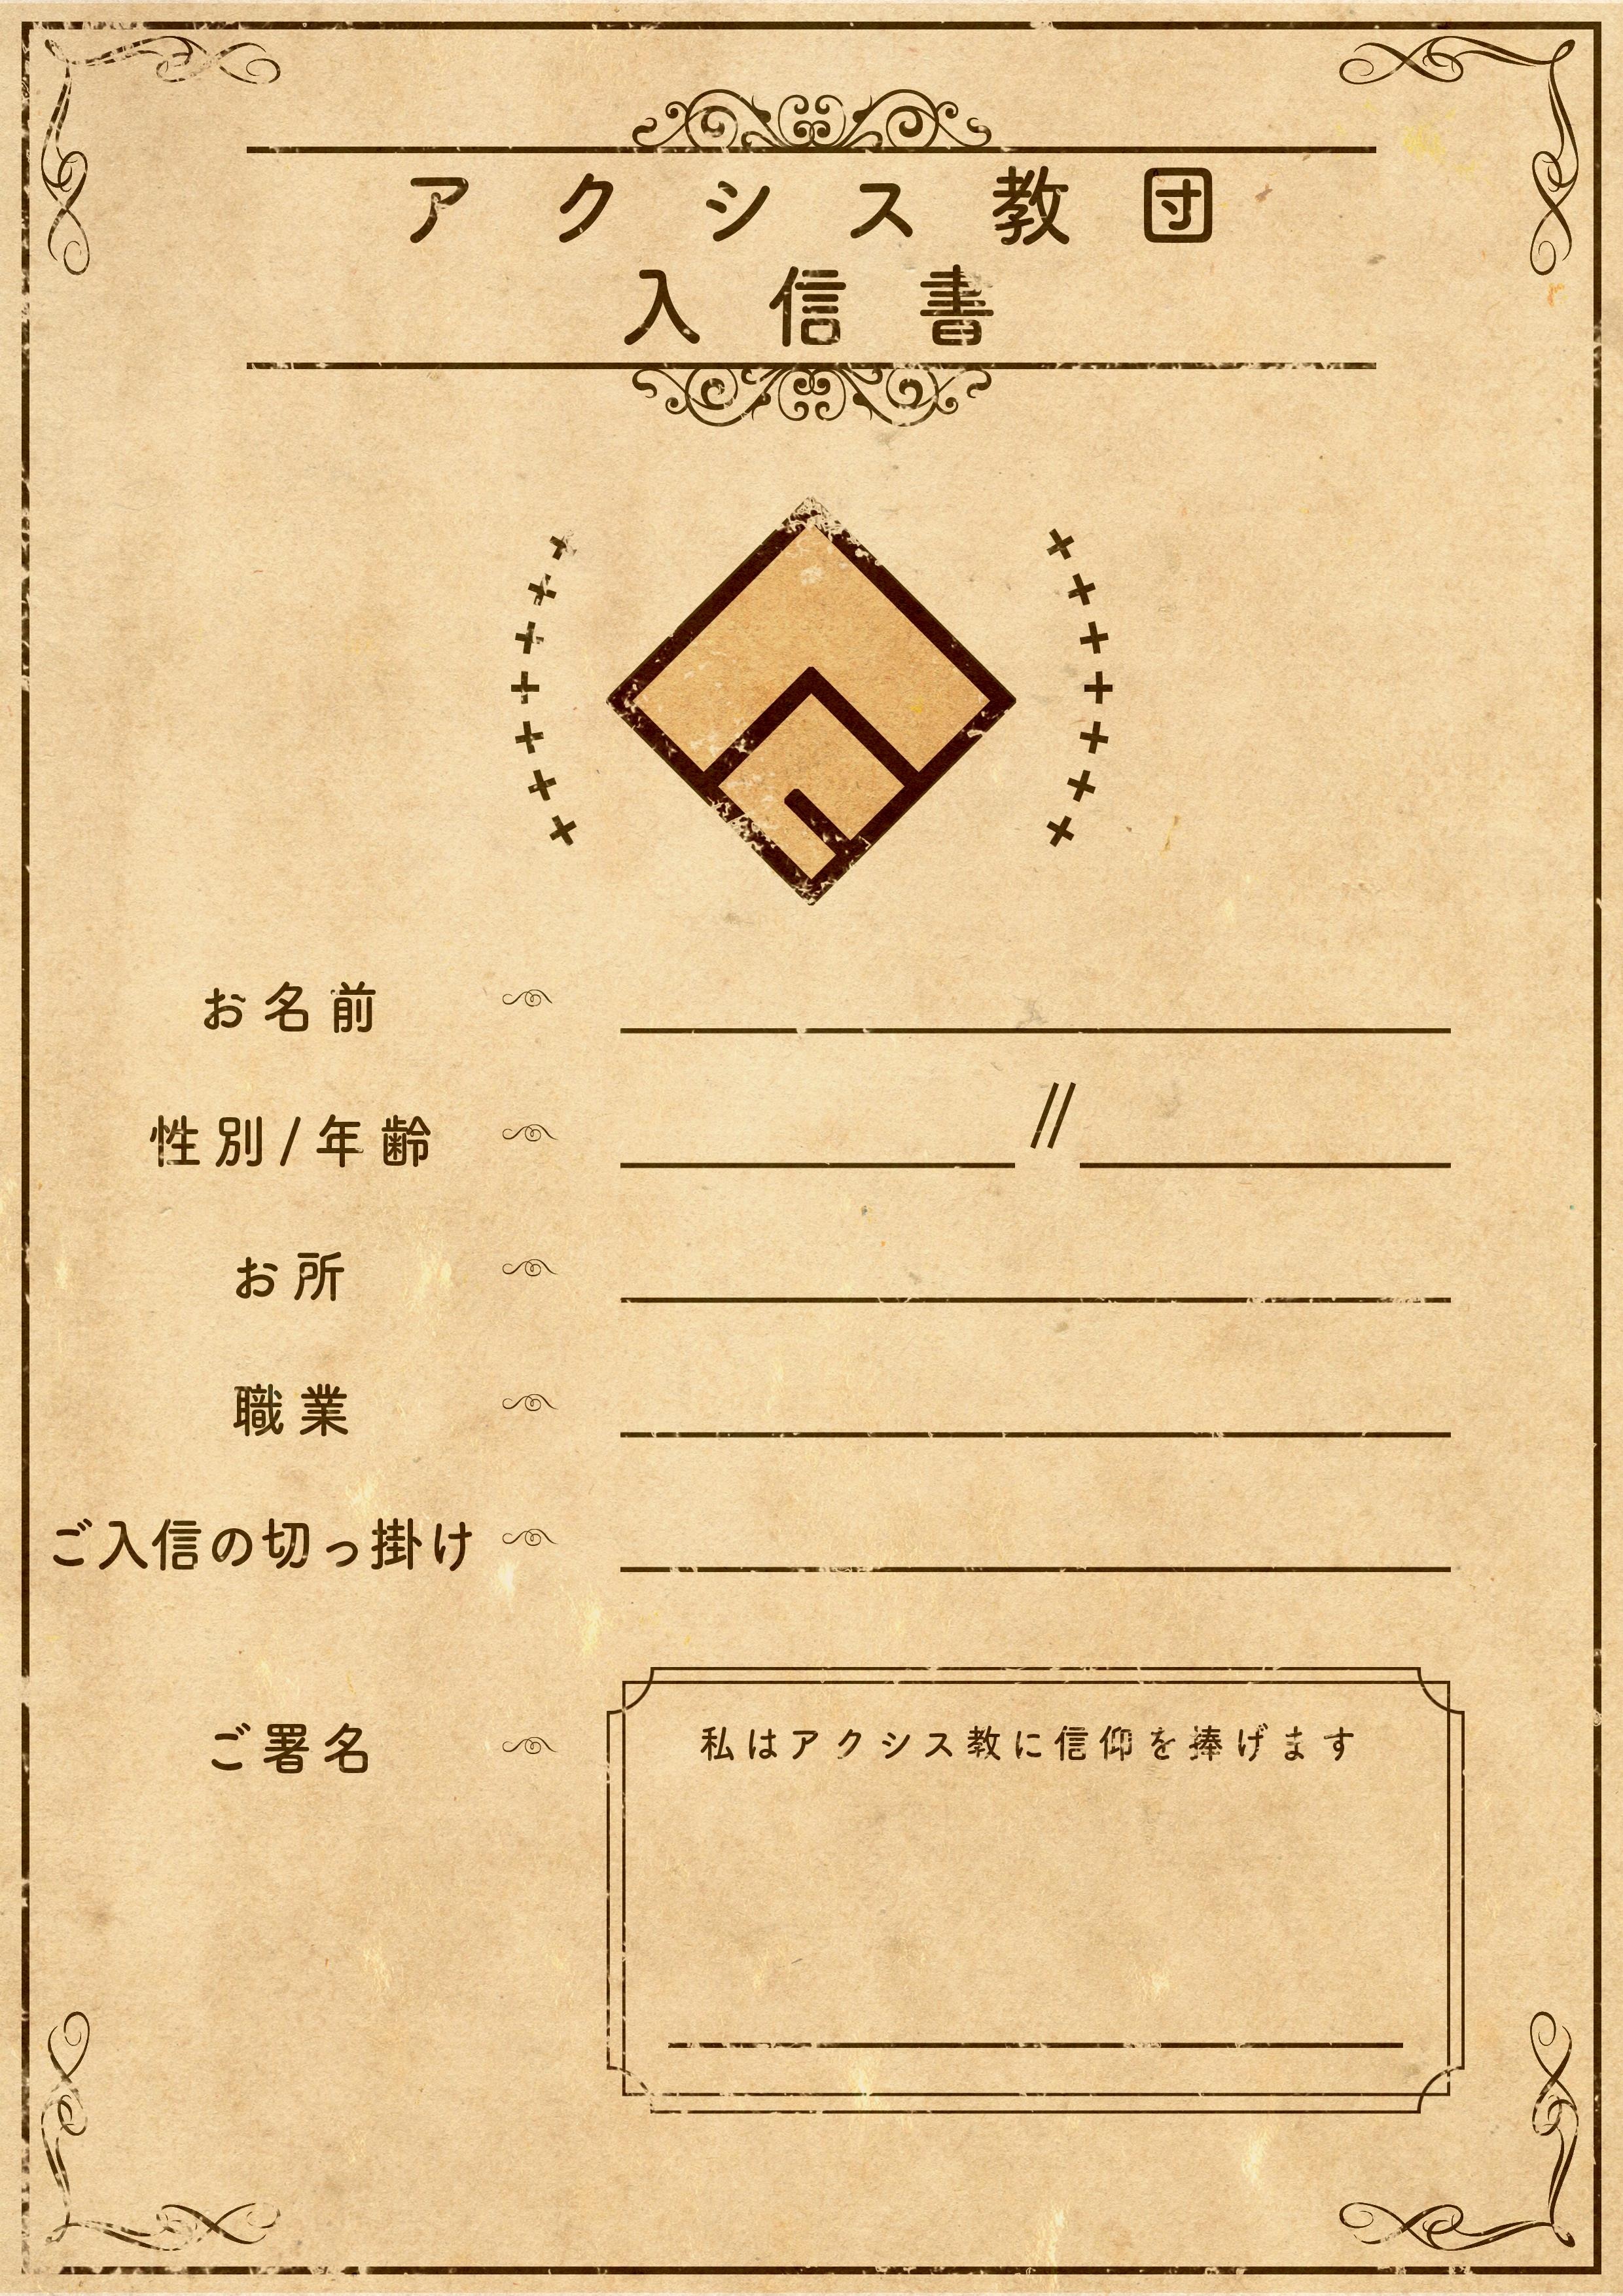 アクシス教団
入信書
お名前
性別/年齢 //
お所
職業
ご入信の切っ掛け
ご署名
私はアクシス教に信仰を捧げます